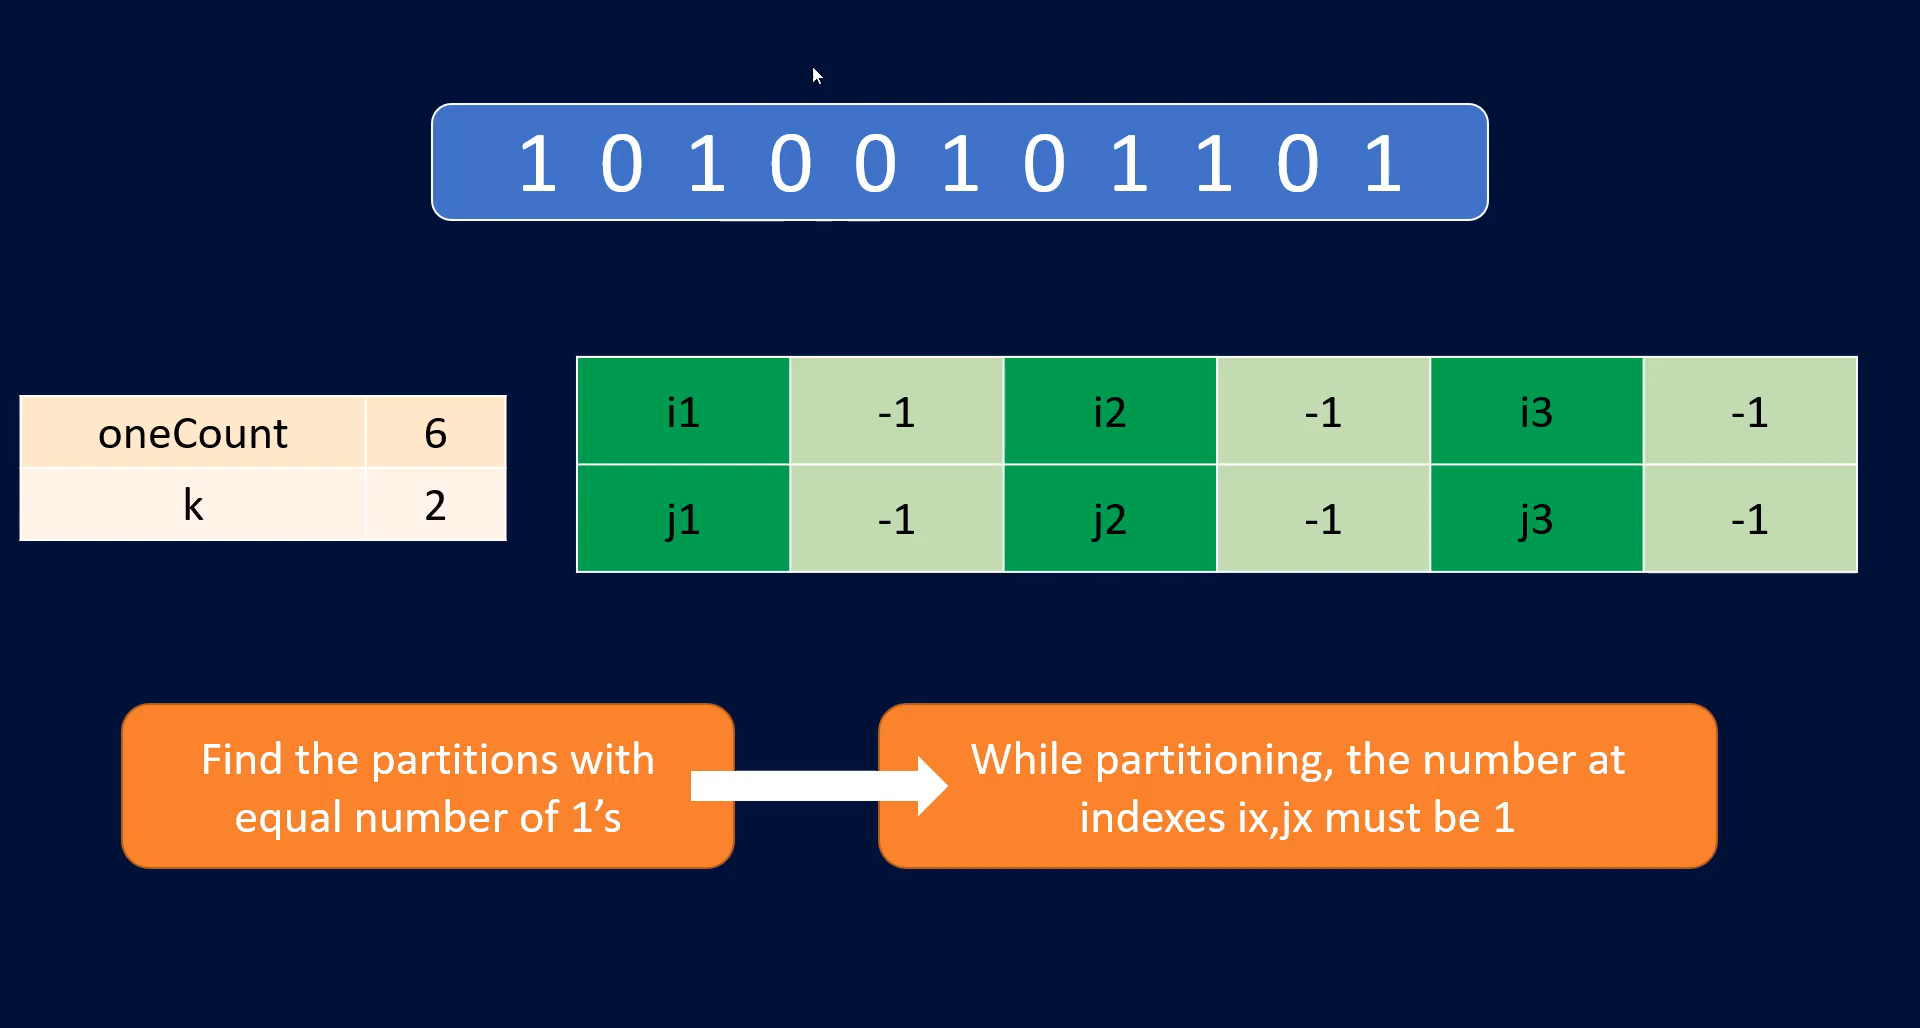 1 0 1 0 0 1 0 1 1 0 1
oneCount 6
k 2
i1 -1 i2 -1 i3 -1
j1 -1 j2 -1 j3 -1
Find the partitions with
equal number of 1’s
While partitioning, the number at
indexes ix,jx must be 1